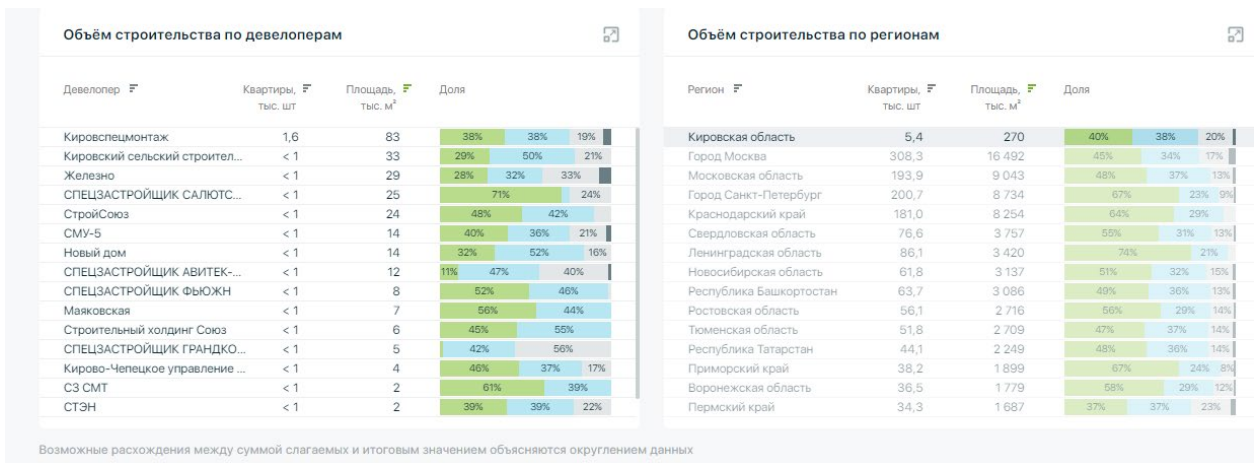 Объём строительства по девелоперам
Девелопер Квартиры, тыс. шт Площадь, тыс. м² Доля
Кировспецмонтаж 1,6 83 38% 38% 19%
Кировский сельский строител... < 1 33 29% 50% 21%
Железно < 1 29 28% 32% 33%
СПЕЦЗАСТРОЙЩИК САЛЮТС... < 1 25 71% 24%
СтройСоюз < 1 24 48% 42%
СМУ-5 < 1 14 40% 36% 21%
Новый дом < 1 14 32% 52% 16%
СПЕЦЗАСТРОЙЩИК АВИТЕК-... < 1 12 11% 47% 40%
СПЕЦЗАСТРОЙЩИК ФЬЮЖН < 1 8 52% 46%
Маяковская < 1 7 56% 44%
Строительный холдинг Союз < 1 6 45% 55%
СПЕЦЗАСТРОЙЩИК ГРАНДКО... < 1 5 42% 56%
Кирово-Чепецкое управление ... < 1 4 46% 37% 17%
СЗ СМТ < 1 2 61% 39%
СТЭН < 1 2 39% 39% 22%
Объём строительства по регионам
Регион Квартиры, тыс. шт Площадь, тыс. м² Доля
Кировская область 5,4 270 40% 38% 20%
Город Москва 308,3 16 492 45% 34% 17%
Московская область 193,9 9 043 48% 37% 13%
Город Санкт-Петербург 200,7 8 734 67% 23% 9%
Краснодарский край 181,0 8 254 64% 29%
Свердловская область 76,6 3 757 55% 31% 13%
Ленинградская область 86,1 3 420 74% 21%
Новосибирская область 61,8 3 137 51% 32% 15%
Республика Башкортостан 63,7 3 086 49% 36% 13%
Ростовская область 56,1 2 716 56% 29% 14%
Тюменская область 51,8 2 709 47% 37% 14%
Республика Татарстан 44,1 2 249 48% 36% 14%
Приморский край 38,2 1 899 67% 24% 8%
Воронежская область 36,5 1 779 58% 29% 12%
Пермский край 34,3 1 687 37% 37% 23%
Возможные расхождения между суммой слагаемых и итоговым значением объясняются округлением данных